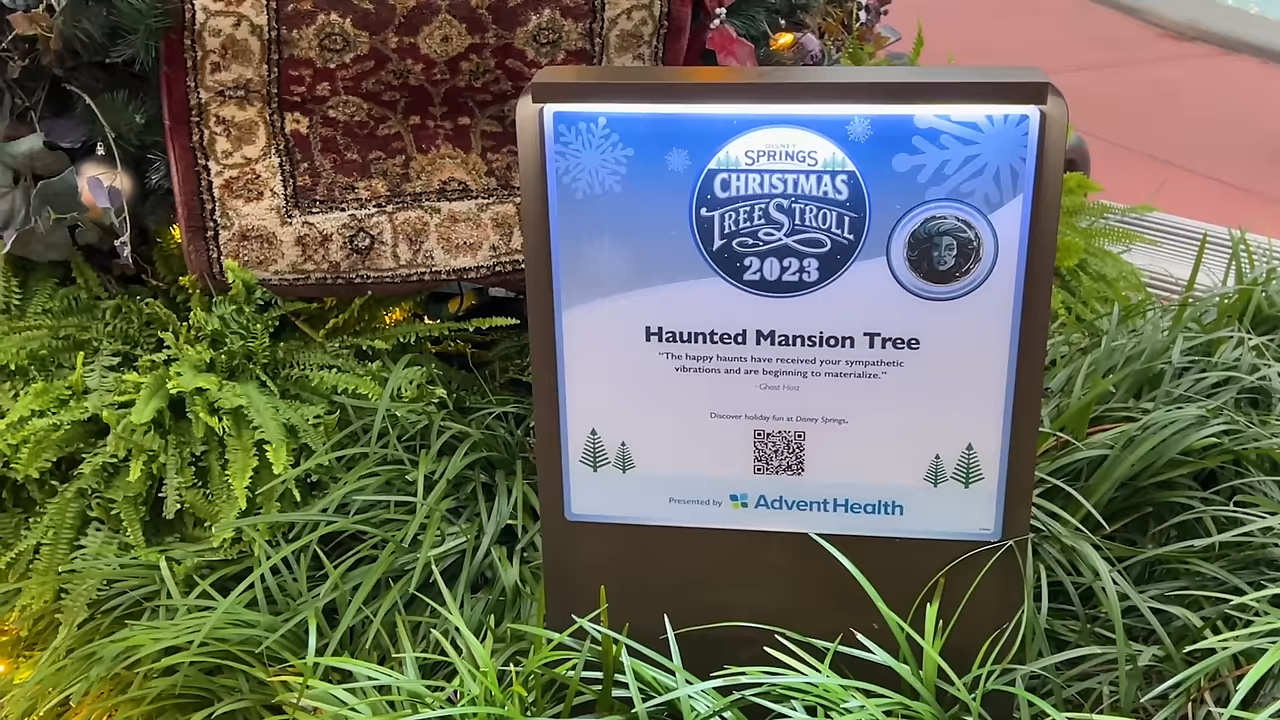 DISNEY
SPRINGS
CHRISTMAS
TREE STROLL
2023
Haunted Mansion Tree
“The happy haunts have received your sympathetic
vibrations and are beginning to materialize.”
-Ghost Host
Discover holiday fun at Disney Springs.
Presented by AdventHealth